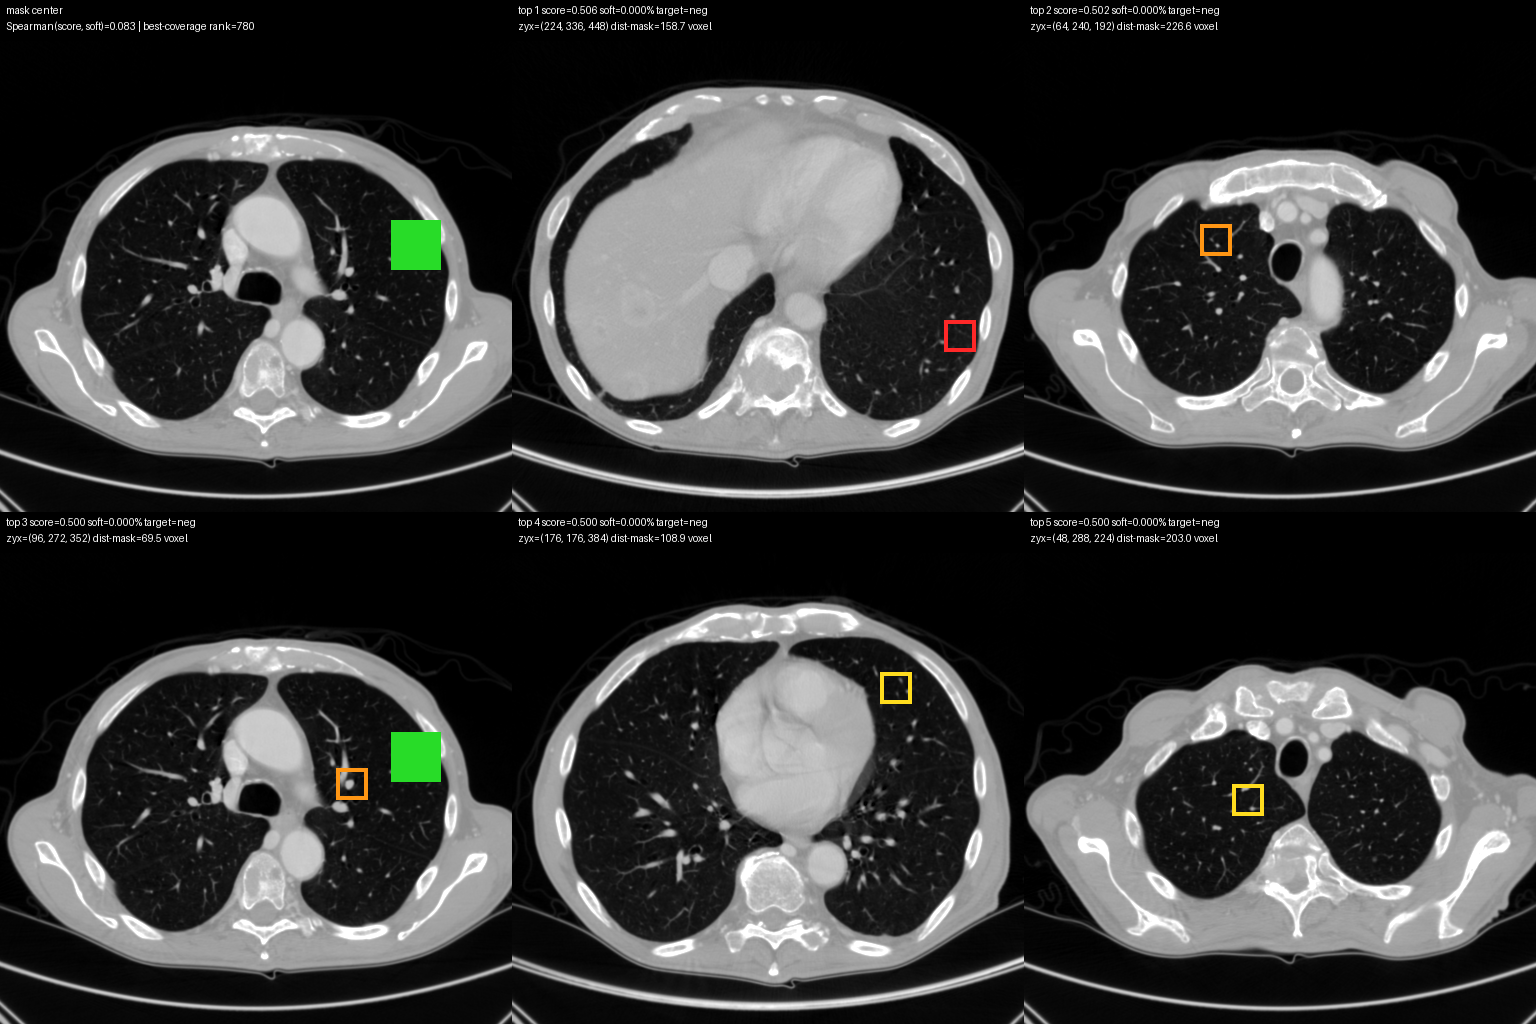 mask center
Spearman(score, soft)=0.083 | best-coverage rank=780
top 1 score=0.506 soft=0.000% target=neg
zyx=(224, 336, 448) dist-mask=158.7 voxel
top 2 score=0.502 soft=0.000% target=neg
zyx=(64, 240, 192) dist-mask=226.6 voxel
top 3 score=0.500 soft=0.000% target=neg
zyx=(96, 272, 352) dist-mask=69.5 voxel
top 4 score=0.500 soft=0.000% target=neg
zyx=(176, 176, 384) dist-mask=108.9 voxel
top 5 score=0.500 soft=0.000% target=neg
zyx=(48, 288, 224) dist-mask=203.0 voxel